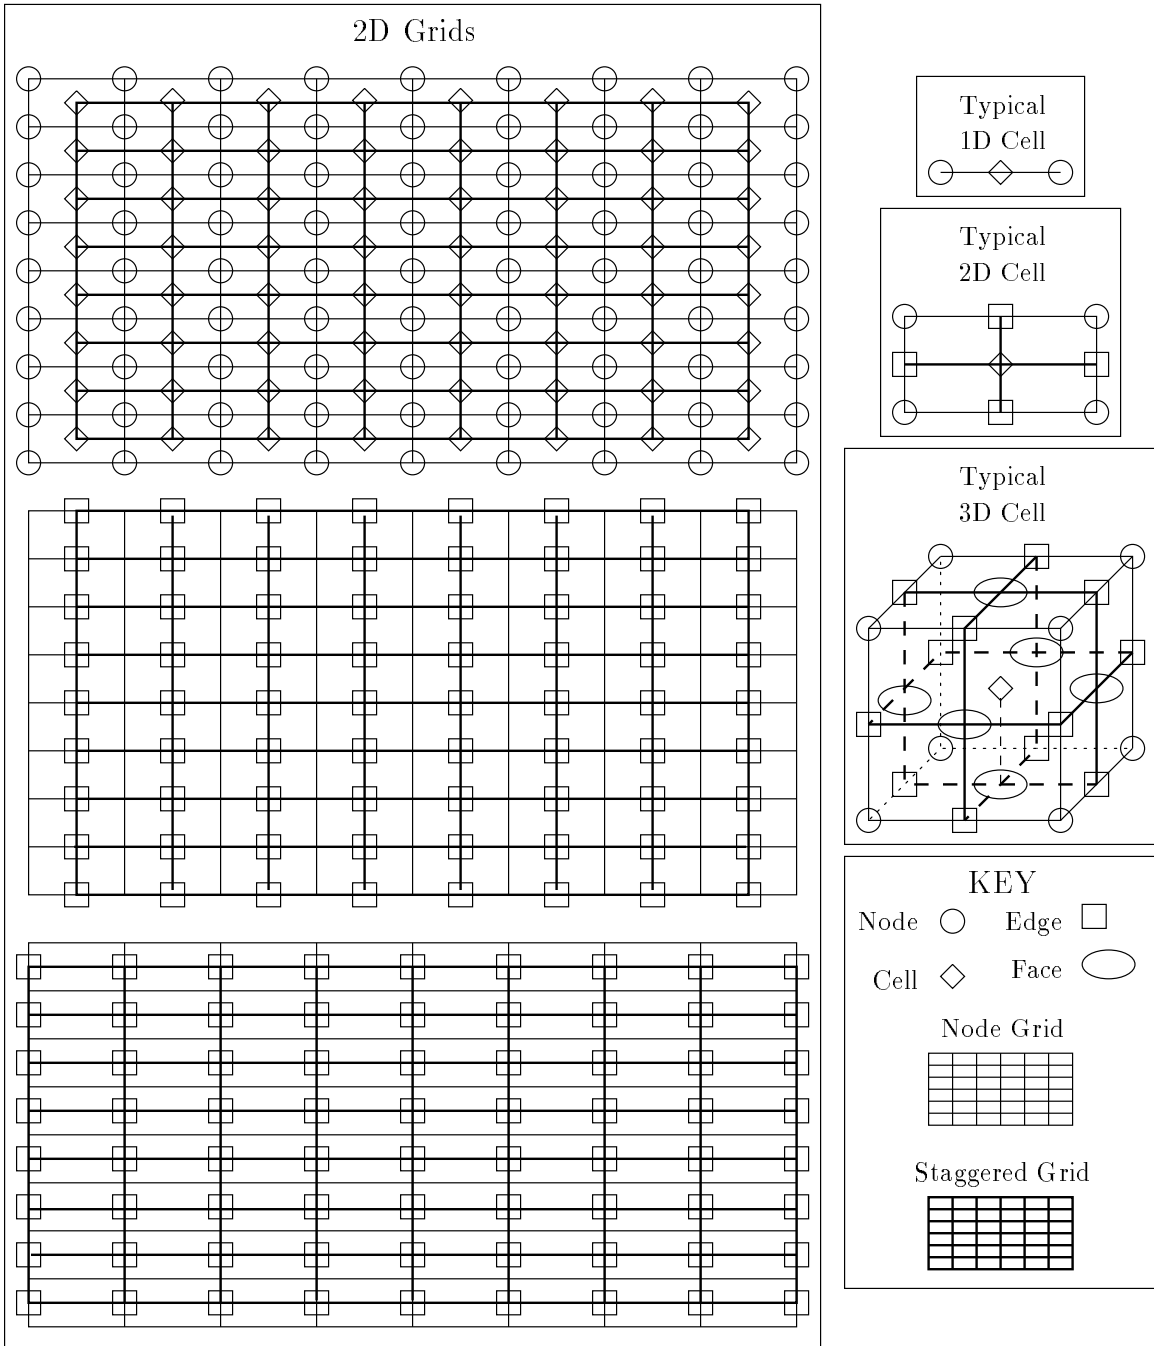 2D Grids
Typical
1D Cell
Typical
2D Cell
Typical
3D Cell
KEY
Node
Edge
Cell
Face
Node Grid
Staggered Grid